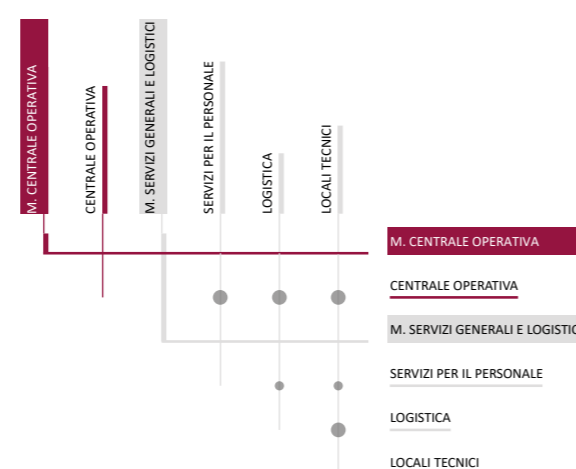 M. CENTRALE OPERATIVA
CENTRALE OPERATIVA
M. SERVIZI GENERALI E LOGISTICI
SERVIZI PER IL PERSONALE
LOGISTICA
LOCALI TECNICI
M. CENTRALE OPERATIVA
CENTRALE OPERATIVA
M. SERVIZI GENERALI E LOGISTIC
SERVIZI PER IL PERSONALE
LOGISTICA
LOCALI TECNICI